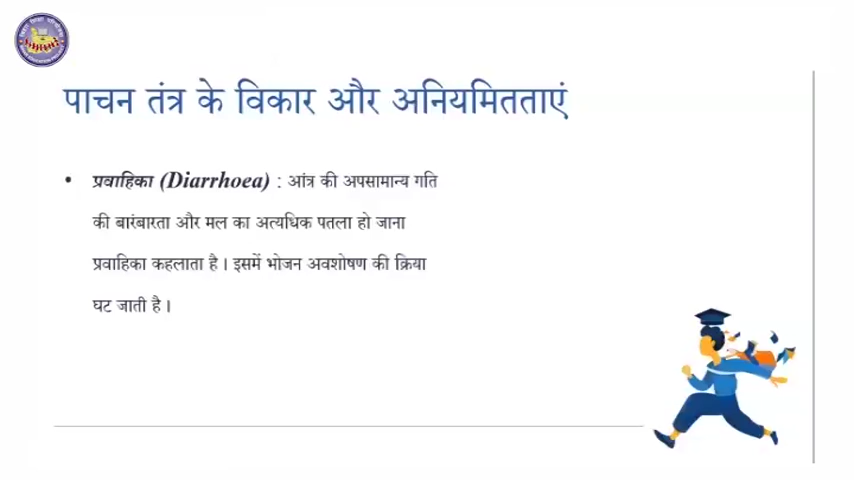 पाचन तंत्र के विकार और अनियमितताएं
• प्रवाहिका (Diarrhoea) : आंत्र की अपसामान्य गति
की बारंबारता और मल का अत्यधिक पतला हो जाना
प्रवाहिका कहलाता है । इसमें भोजन अवशोषण की क्रिया
घट जाती है ।